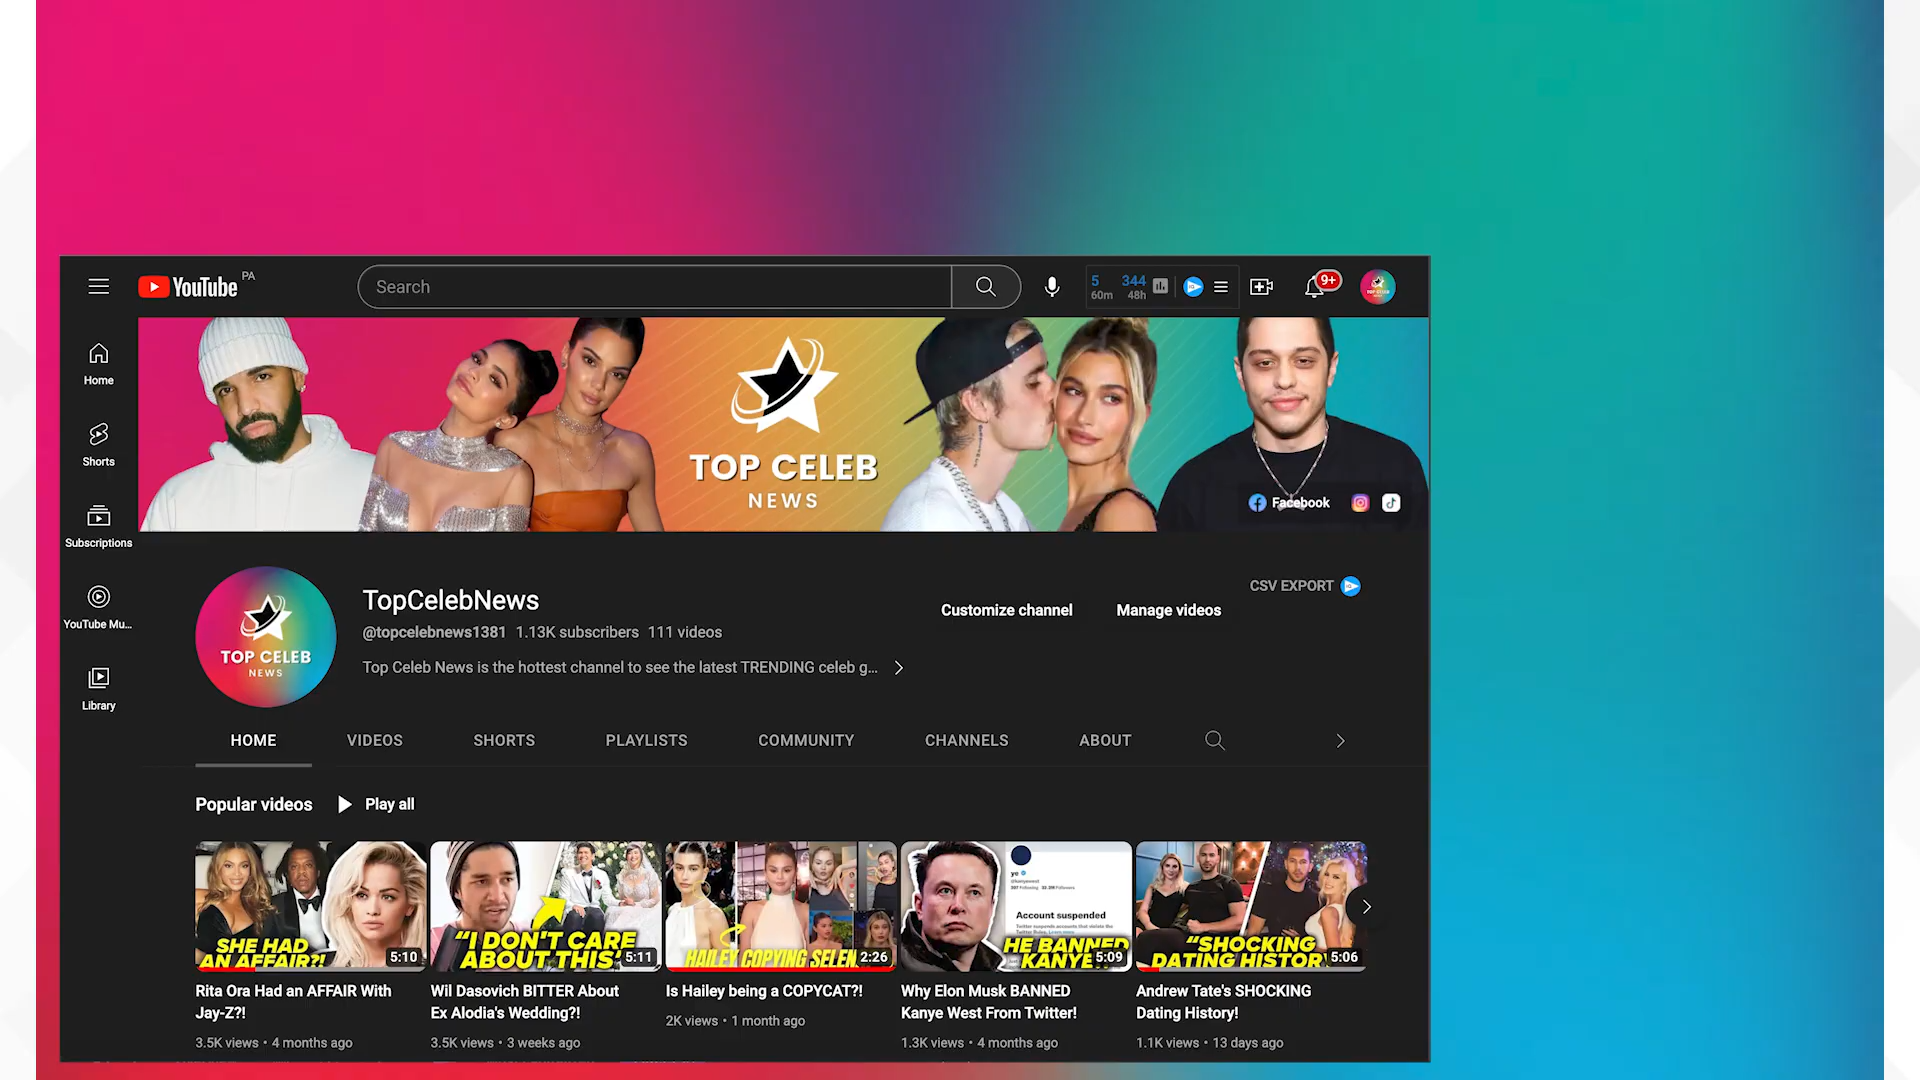 YouTube PA
Search
5 344
60m 48h
9+
Home
Shorts
Subscriptions
YouTube Mu...
Library
TOP CELEB
NEWS
Facebook
TOP CELEB
NEWS
TopCelebNews
@topcelebnews1381 1.13K subscribers 111 videos
Top Celeb News is the hottest channel to see the latest TRENDING celeb g...
Customize channel
Manage videos
CSV EXPORT
HOME VIDEOS SHORTS PLAYLISTS COMMUNITY CHANNELS ABOUT
Popular videos Play all
SHE HAD
AN AFFAIR?!
5:10
Rita Ora Had an AFFAIR With
Jay-Z?!
3.5K views • 4 months ago
"I DON'T CARE
ABOUT THIS"
5:11
Wil Dasovich BITTER About
Ex Alodia's Wedding?!
3.5K views • 3 weeks ago
HAILEY COPYING SELEN
2:26
Is Hailey being a COPYCAT?!
2K views • 1 month ago
ye
Account suspended
HE BANNED
KANYE
5:09
Why Elon Musk BANNED
Kanye West From Twitter!
1.3K views • 4 months ago
"SHOCKING
DATING HISTOR
5:06
Andrew Tate's SHOCKING
Dating History!
1.1K views • 13 days ago